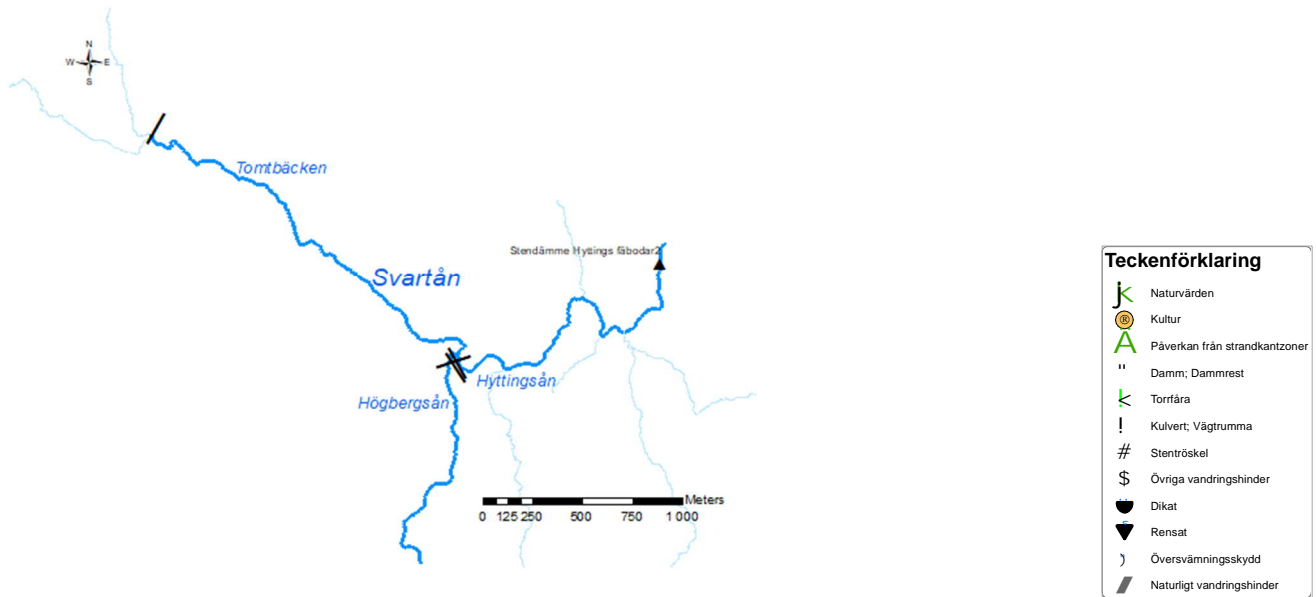 N
W E
S
Tomtbäcken
Svartån
Stendämme Hyttings fäbodar2
Hyttingsån
Högbergsån
Meters
0 125 250 500 750 1 000
Teckenförklaring
Naturvärden
® Kultur
A Påverkan från strandkantzoner
" Damm; Dammrest
Torrfåra
! Kulvert; Vägtrumma
# Stentröskel
$ Övriga vandringshinder
Dikat
Rensat
Översvämningsskydd
Naturligt vandringshinder